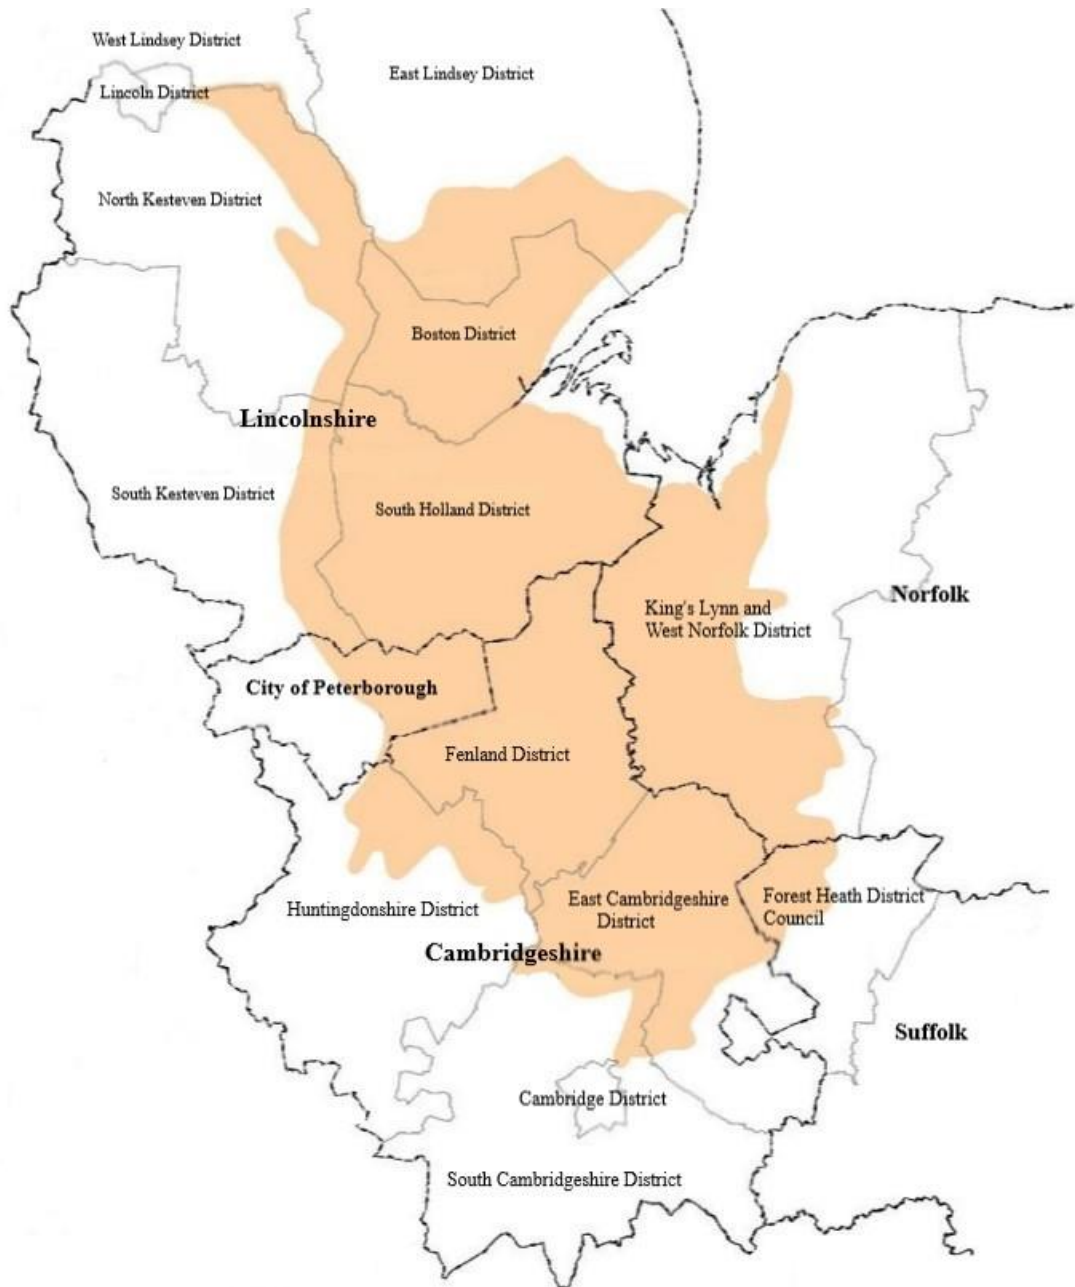 West Lindsey District
East Lindsey District
Lincoln District
North Kesteven District
Boston District
Lincolnshire
South Kesteven District
South Holland District
Norfolk
King's Lynn and
West Norfolk District
City of Peterborough
Fenland District
East Cambridgeshire
District
Forest Heath District
Council
Huntingdonshire District
Cambridgeshire
Suffolk
Cambridge District
South Cambridgeshire District